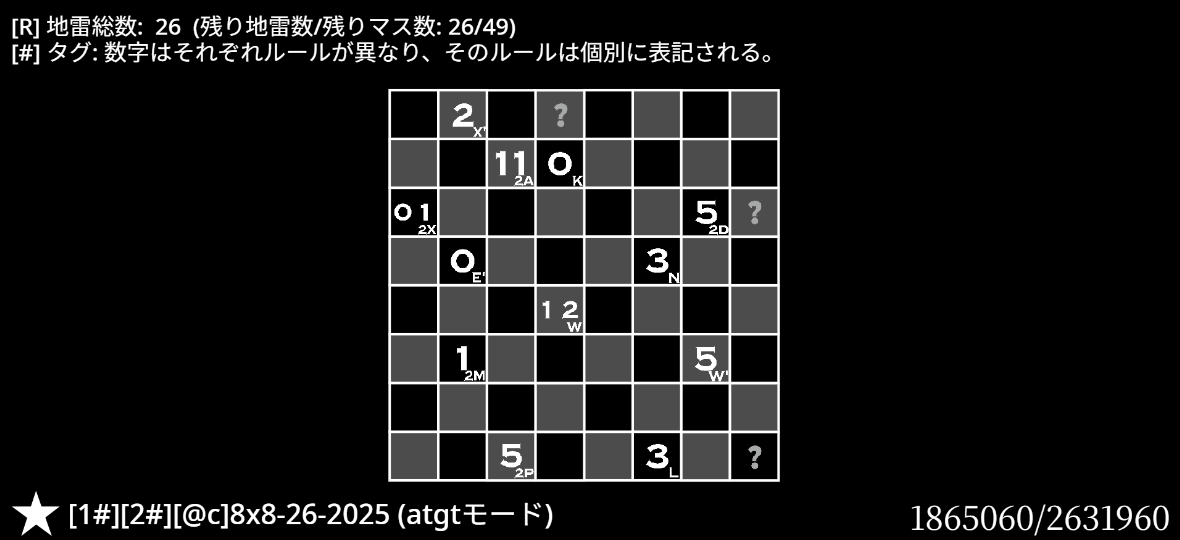 [R] 地雷総数: 26 (残り地雷数/残りマス数: 26/49)
[#] タグ: 数字はそれぞれルールが異なり、そのルールは個別に表記される。
2 X' ?
11 2A 0 K
0 1 2X 5 2D ?
0 E' 3 N
1 2 W
1 2M 5 W'
5 2P 3 L ?
[1#][2#][@c]8x8-26-2025 (atgtモード) 1865060/2631960